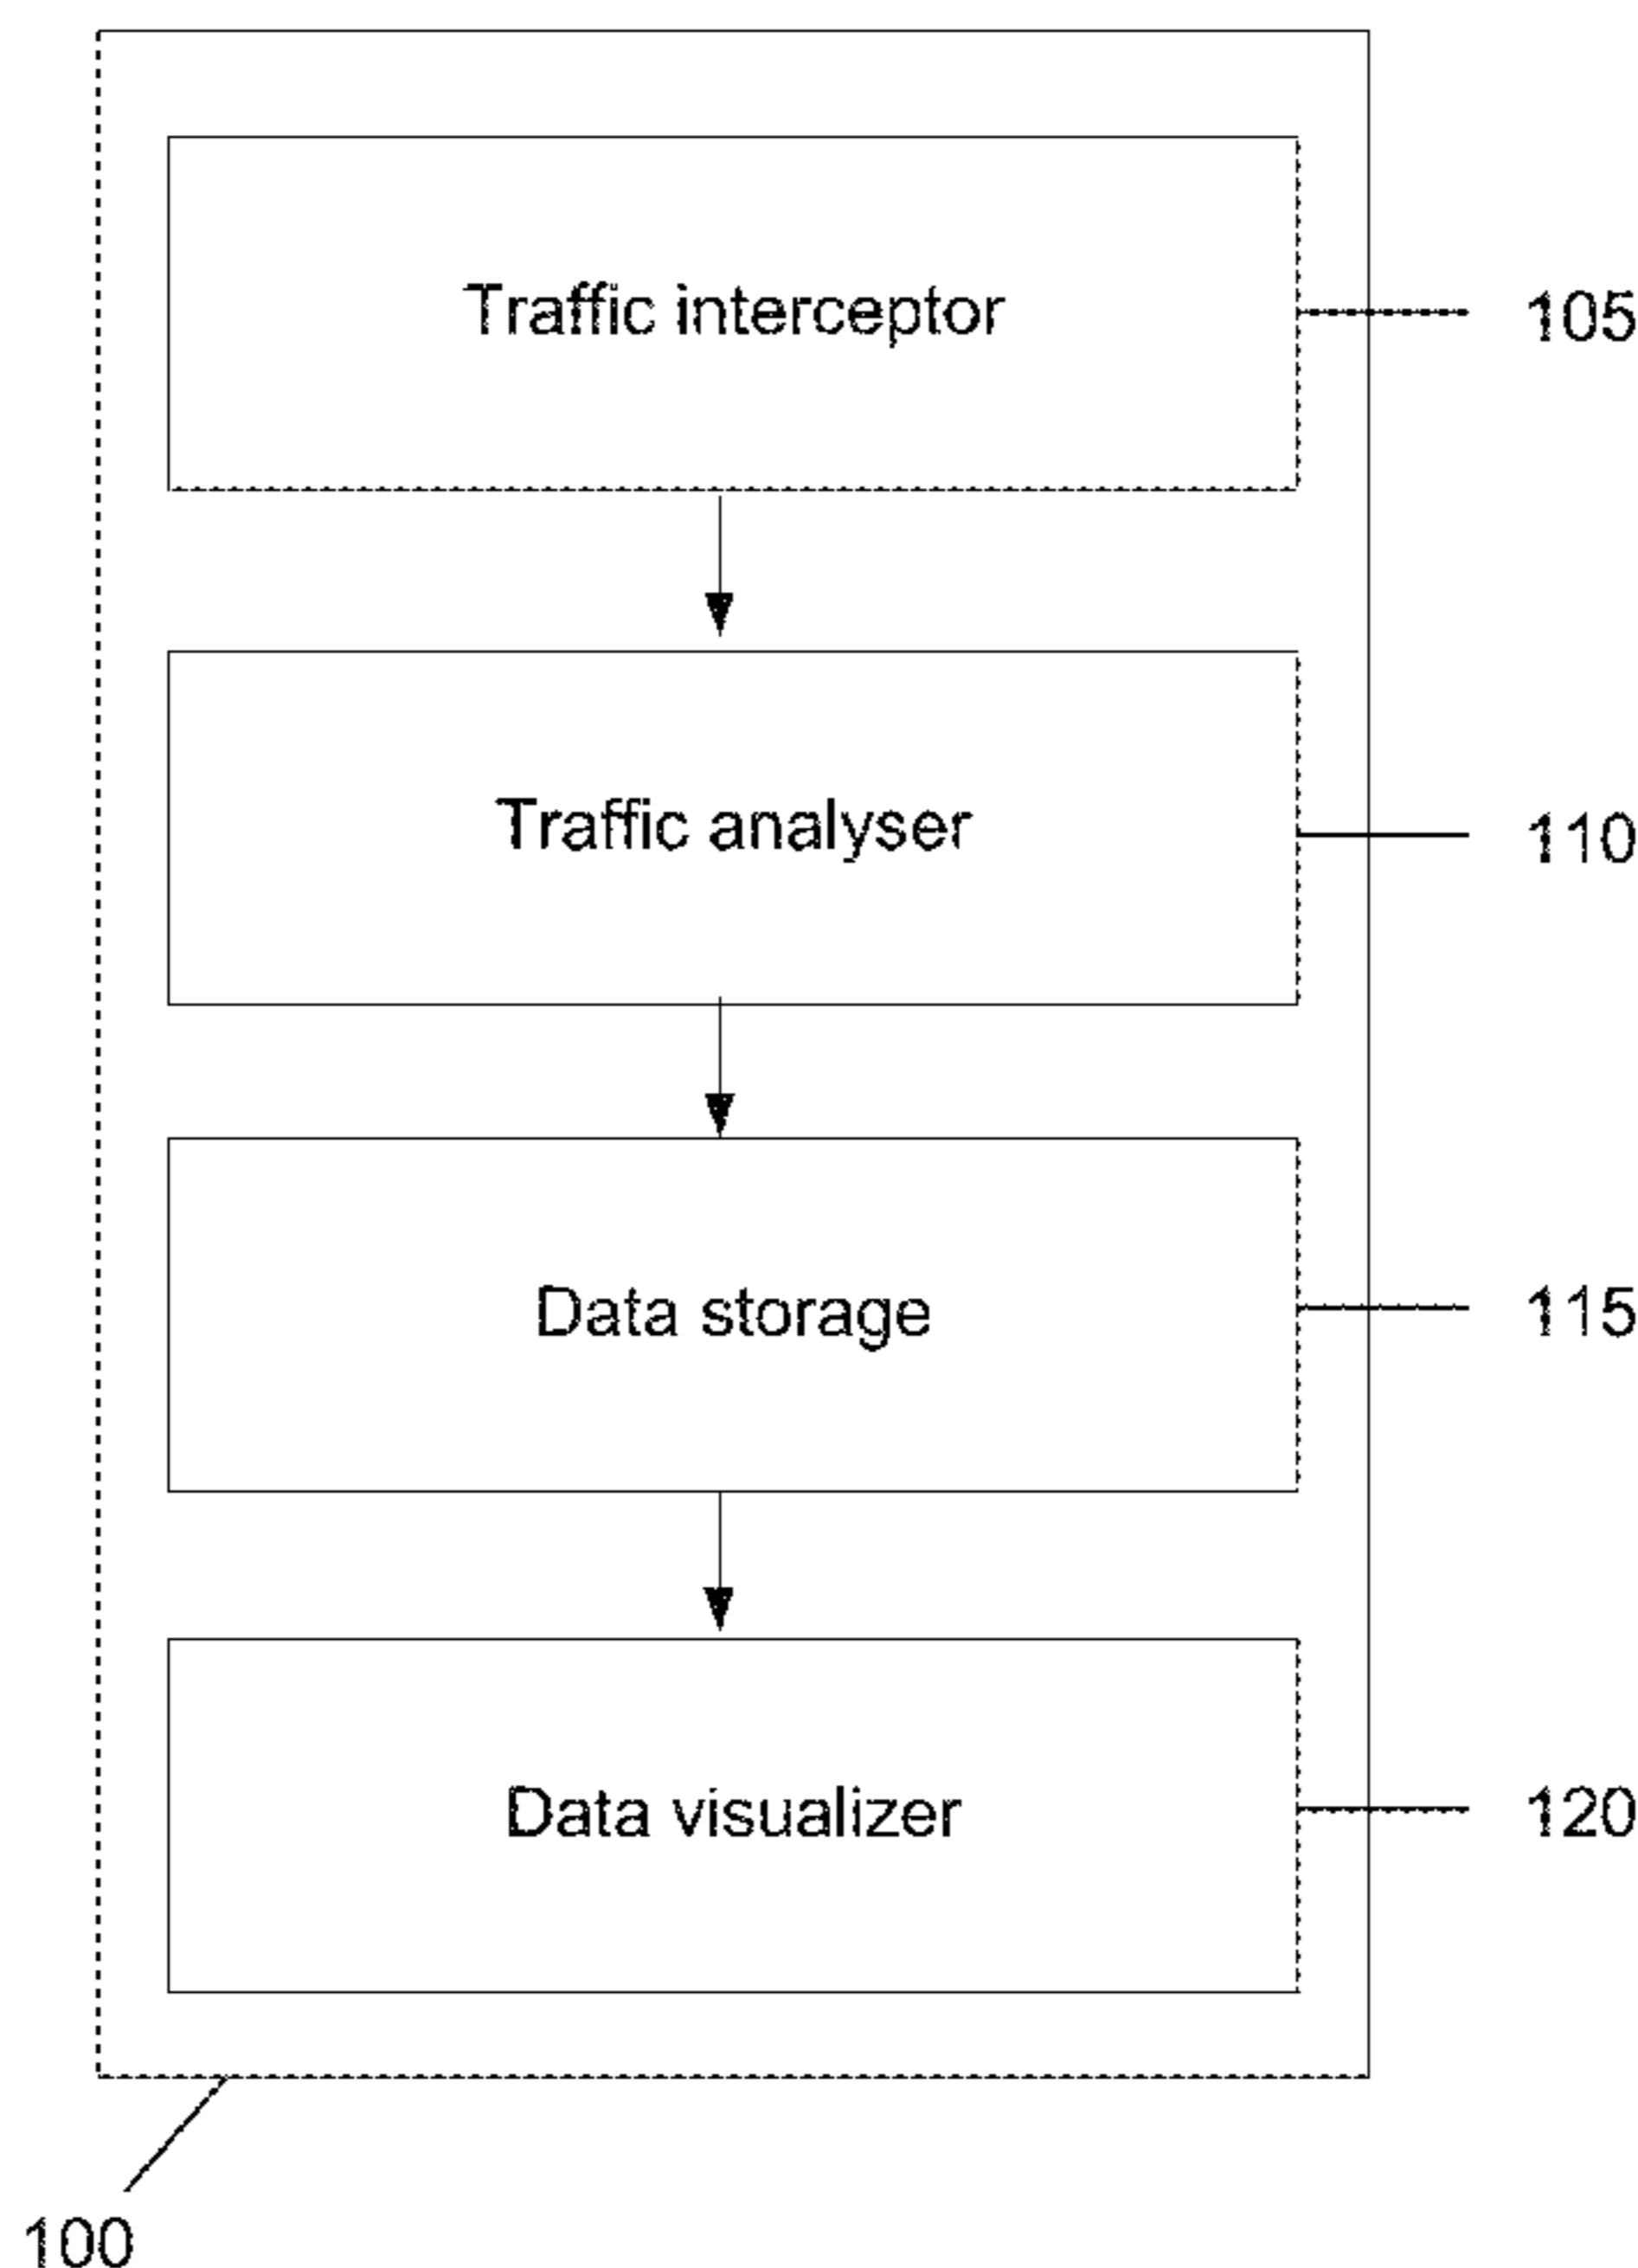 Traffic interceptor
105
Traffic analyser
110
Data storage
115
Data visualizer
120
100